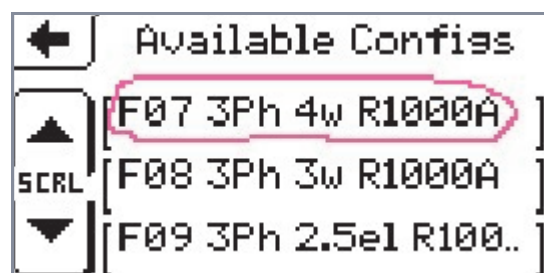 Available Configs
[F07 3Ph 4w R1000A ]
[F08 3Ph 3w R1000A ]
SCRL
[F09 3Ph 2.5el R100..]